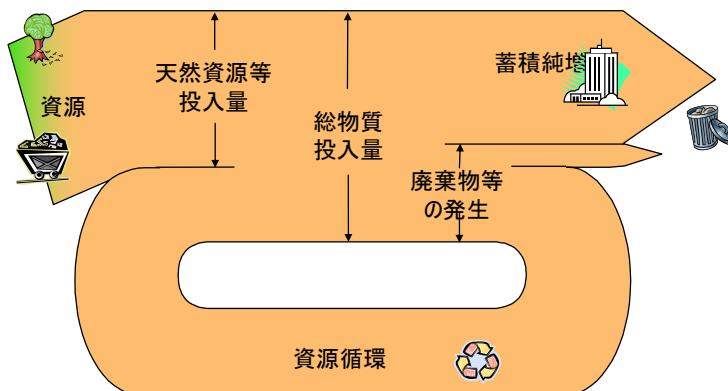 資源
天然資源等
投入量
総物質
投入量
蓄積純増
廃棄物等
の発生
資源循環